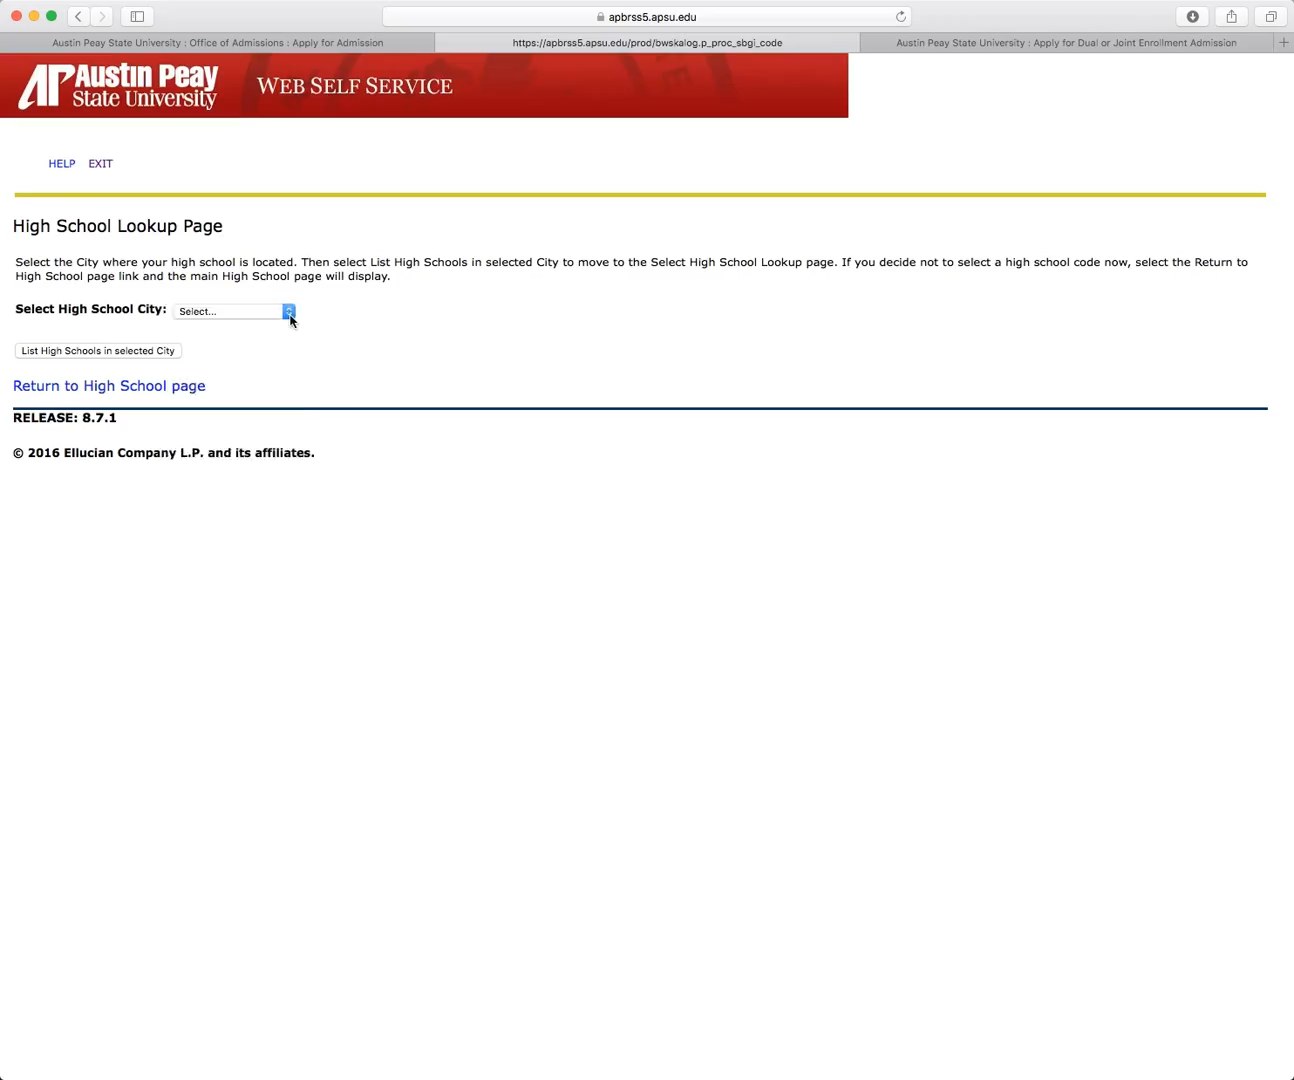 apbrss5.apsu.edu
Austin Peay State University : Office of Admissions : Apply for Admission
https://apbrss5.apsu.edu/prod/bwskalog.p_proc_sbgi_code
Austin Peay State University : Apply for Dual or Joint Enrollment Admission
AP Austin Peay
State University
WEB SELF SERVICE
HELP EXIT
High School Lookup Page
Select the City where your high school is located. Then select List High Schools in selected City to move to the Select High School Lookup page. If you decide not to select a high school code now, select the Return to
High School page link and the main High School page will display.
Select High School City: Select...
List High Schools in selected City
Return to High School page
RELEASE: 8.7.1
© 2016 Ellucian Company L.P. and its affiliates.